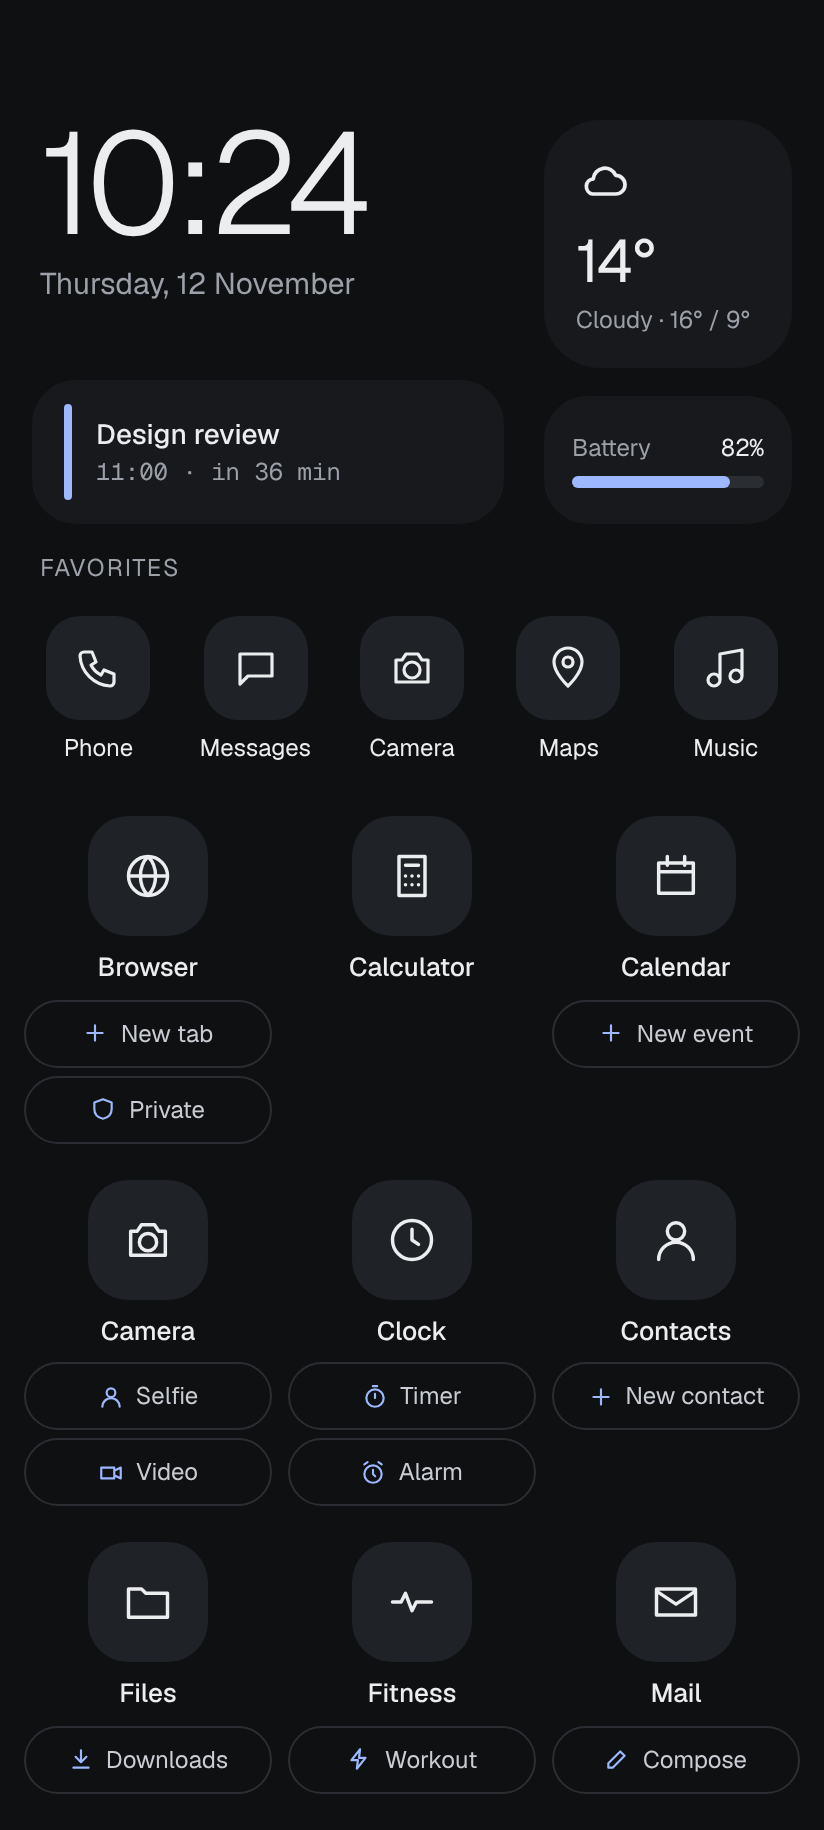 10:24
Thursday, 12 November
14°
Cloudy · 16° / 9°
Design review
11:00 · in 36 min
Battery 82%
FAVORITES
Phone Messages Camera Maps Music
Browser Calculator Calendar
New tab New event
Private
Camera Clock Contacts
Selfie Timer New contact
Video Alarm
Files Fitness Mail
Downloads Workout Compose